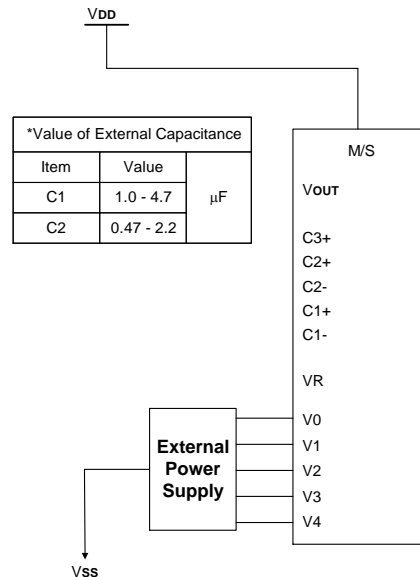 VDD
*Value of External Capacitance
Item Value
C1 1.0 - 4.7 μF
C2 0.47 - 2.2
M/S
VOUT
C3+
C2+
C2-
C1+
C1-
VR
V0
V1
V2
V3
V4
External
Power
Supply
VSS